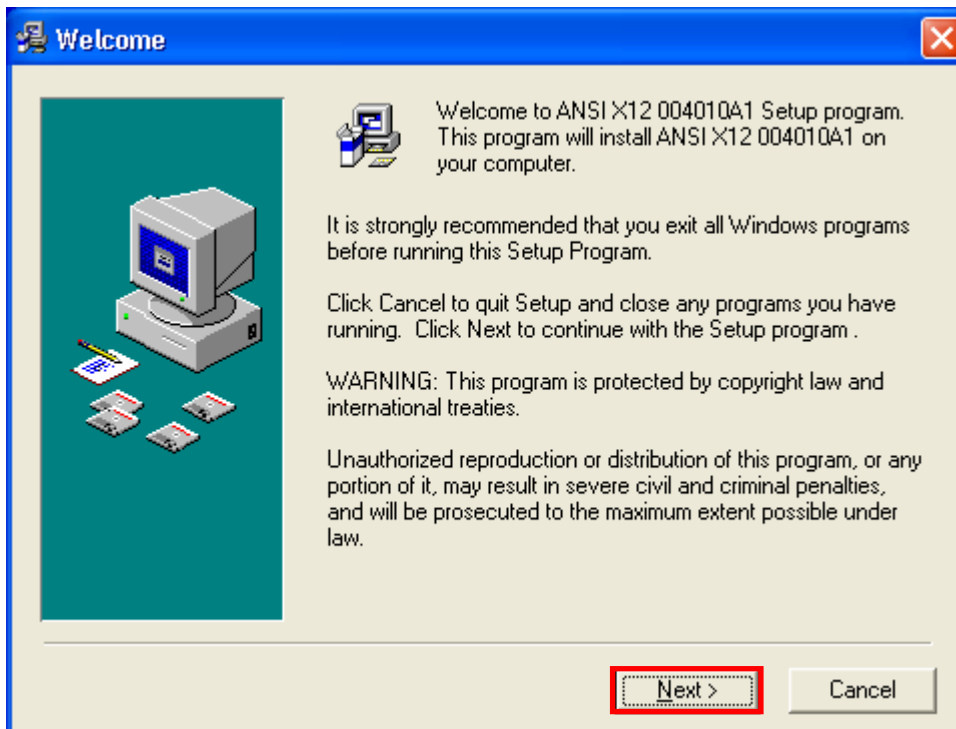 Welcome
Welcome to ANSI X12 004010A1 Setup program.
This program will install ANSI X12 004010A1 on
your computer.
It is strongly recommended that you exit all Windows programs
before running this Setup Program.
Click Cancel to quit Setup and close any programs you have
running.  Click Next to continue with the Setup program .
WARNING: This program is protected by copyright law and
international treaties.
Unauthorized reproduction or distribution of this program, or any
portion of it, may result in severe civil and criminal penalties,
and will be prosecuted to the maximum extent possible under
law.
Next >
Cancel